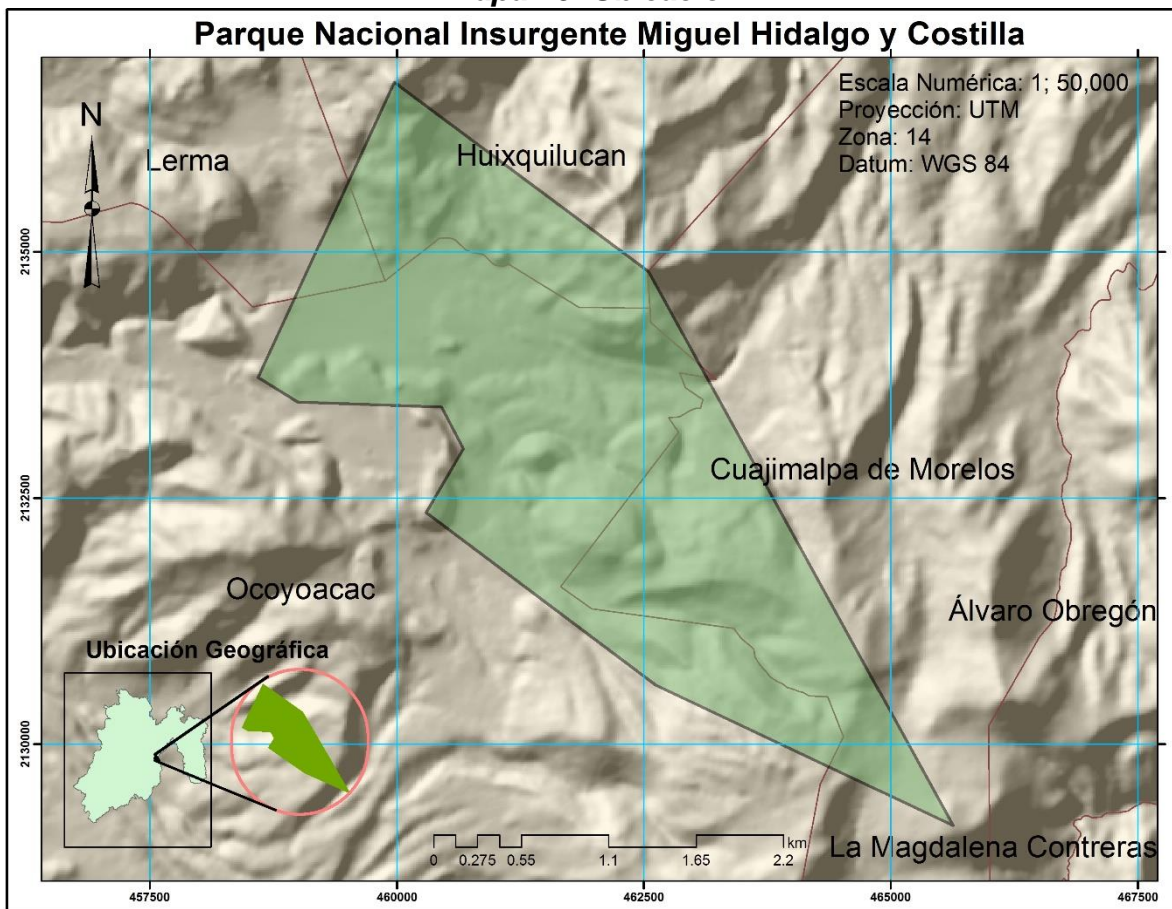 Parque Nacional Insurgente Miguel Hidalgo y Costilla
Escala Numérica: 1; 50,000
Proyección: UTM
Zona: 14
Datum: WGS 84
N
Lerma
Huixquilucan
Cuajimalpa de Morelos
Ocoyoacac
Álvaro Obregón
La Magdalena Contreras
Ubicación Geográfica
2135000
2132500
2130000
km
0 0.275 0.55 1.1 1.65 2.2
457500 460000 462500 465000 467500